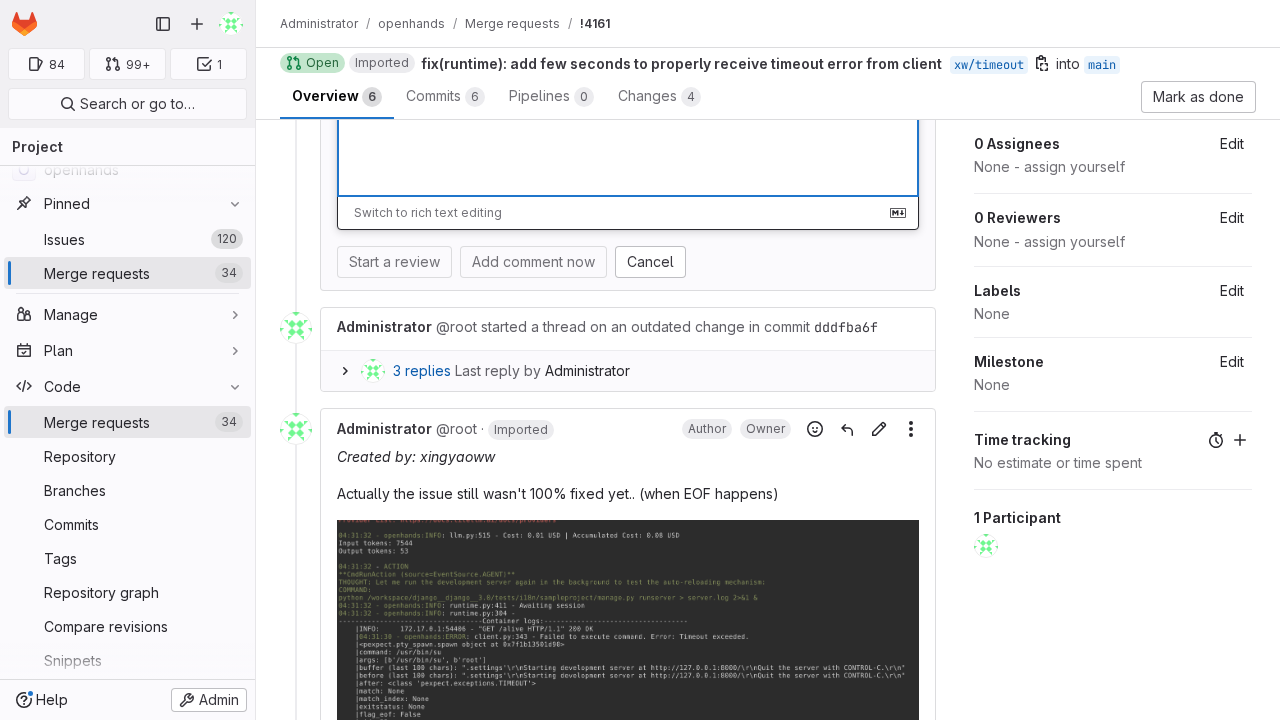 Administrator / openhands / Merge requests / !4161
84
99+
1
Search or go to…
Project
openhands
Pinned
Issues 120
Merge requests 34
Manage
Plan
Code
Merge requests 34
Repository
Branches
Commits
Tags
Repository graph
Compare revisions
Snippets
Help
Admin
Open Imported fix(runtime): add few seconds to properly receive timeout error from client xw/timeout into main
Overview 6 Commits 6 Pipelines 0 Changes 4 Mark as done
Switch to rich text editing
Start a review Add comment now Cancel
Administrator @root started a thread on an outdated change in commit dddfba6f
3 replies Last reply by Administrator
Administrator @root · Imported Author Owner
Created by: xingyaoww
Actually the issue still wasn't 100% fixed yet.. (when EOF happens)
04:31:32 - openhands:INFO: llm.py:515 - Cost: 0.01 USD | Accumulated Cost: 0.08 USD
Input tokens: 7544
Output tokens: 53
04:31:32 - ACTION
**CmdRunAction (source=EventSource.AGENT)**
THOUGHT: Let me run the development server again in the background to test the auto-reloading mechanism:
COMMAND:
python /workspace/django__django__3.0/tests/i18n/sampleproject/manage.py runserver > server.log 2>&1 &
04:31:32 - openhands:INFO: runtime.py:411 - Awaiting session
04:31:32 - openhands:INFO: runtime.py:304 -
-----------------------------------Container logs:-----------------------------------
|INFO: 172.17.0.1:54406 - "GET /alive HTTP/1.1" 200 OK
|04:31:30 - openhands:ERROR: client.py:343 - Failed to execute command. Error: Timeout exceeded.
|<pexpect.pty_spawn.spawn object at 0x7f1b13501d90>
|command: /usr/bin/su
|args: [b'/usr/bin/su', b'root']
|buffer (last 100 chars): ".settings'\r\nStarting development server at http://127.0.0.1:8000/\r\nQuit the server with CONTROL-C.\r\n"
|before (last 100 chars): ".settings'\r\nStarting development server at http://127.0.0.1:8000/\r\nQuit the server with CONTROL-C.\r\n"
|after: <class 'pexpect.exceptions.TIMEOUT'>
|match: None
|match_index: None
|exitstatus: None
|flag_eof: False
0 Assignees Edit
None - assign yourself
0 Reviewers Edit
None - assign yourself
Labels Edit
None
Milestone Edit
None
Time tracking
No estimate or time spent
1 Participant